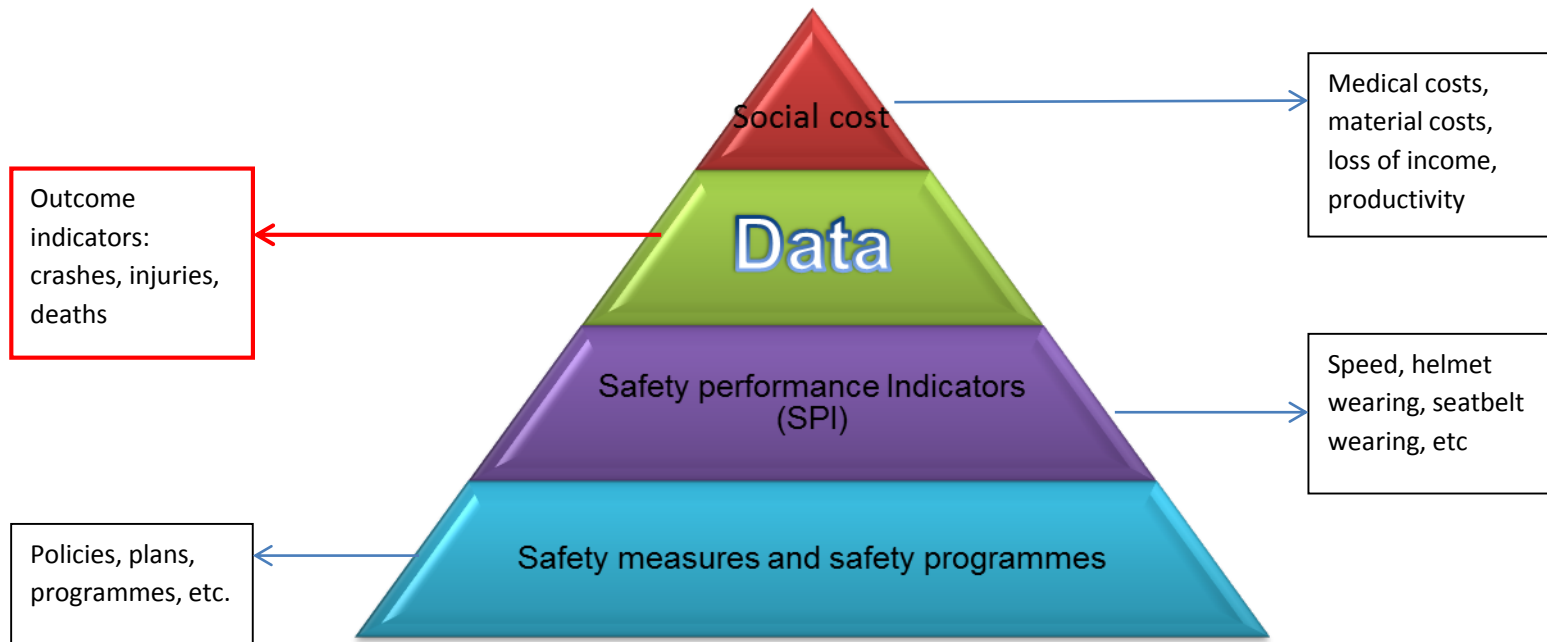 Social cost
Medical costs,
material costs,
loss of income,
productivity
Outcome
indicators:
crashes, injuries,
deaths
Data
Safety performance Indicators
(SPI)
Speed, helmet
wearing, seatbelt
wearing, etc
Policies, plans,
programmes, etc.
Safety measures and safety programmes